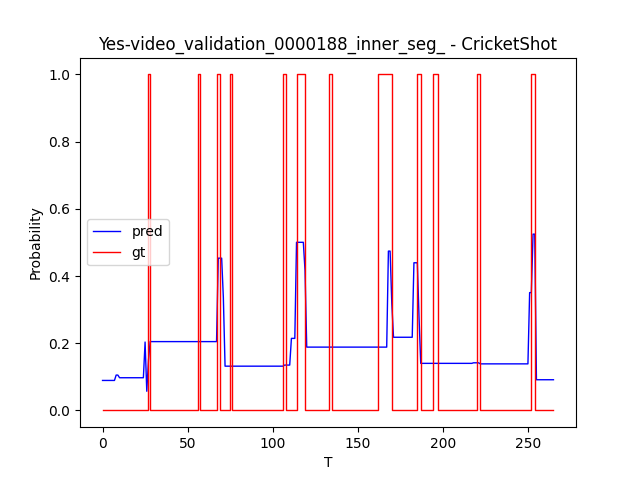 Yes-video_validation_0000188_inner_seg_ - CricketShot
1.0
0.8
0.6
0.4
0.2
0.0
Probability
pred
gt
0
50
100
150
200
250
T